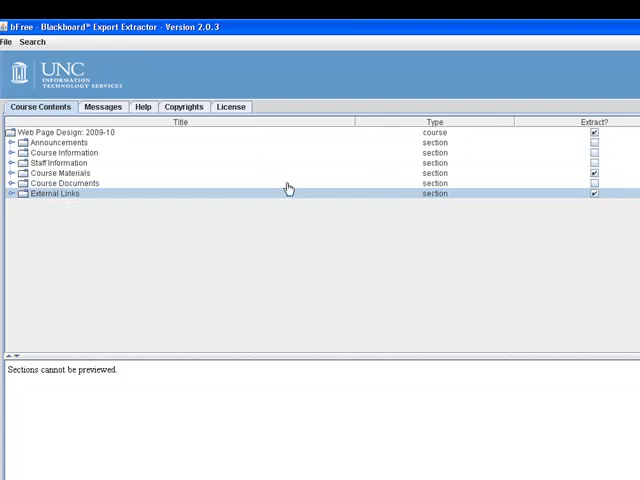 bFree - Blackboard™ Export Extractor - Version 2.0.3
File Search
UNC
INFORMATION
TECHNOLOGY SERVICES
Course Contents Messages Help Copyrights License
Title Type Extract?
Web Page Design: 2009-10 course
Announcements section
Course Information section
Staff Information section
Course Materials section
Course Documents section
External Links section
Sections cannot be previewed.